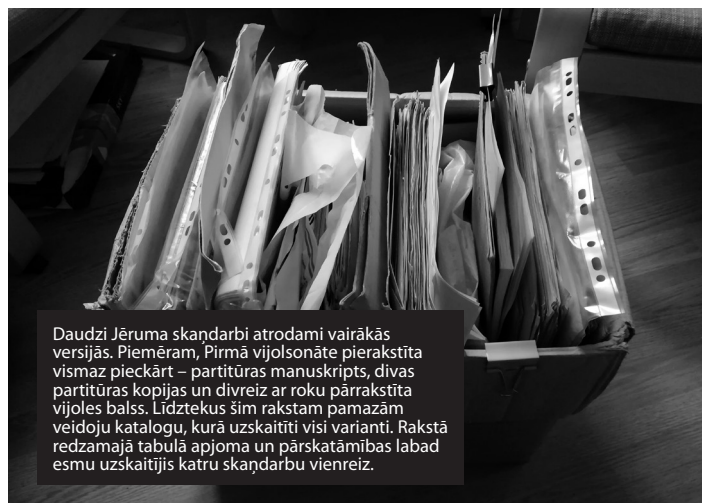 Daudzi Jēruma skaņdarbi atrodami vairākās
versijās. Piemēram, Pirmā vijolsonāte pierakstīta
vismaz pieckārt – partitūras manuskripts, divas
partitūras kopijas un divreiz ar roku pārrakstīta
vijoles balss. Līdztekus šim rakstam pamazām
veidoju katalogu, kurā uzskaitīti visi varianti. Rakstā
redzamajā tabulā apjoma un pārskatāmības labad
esmu uzskaitījis katru skaņdarbu vienreiz.